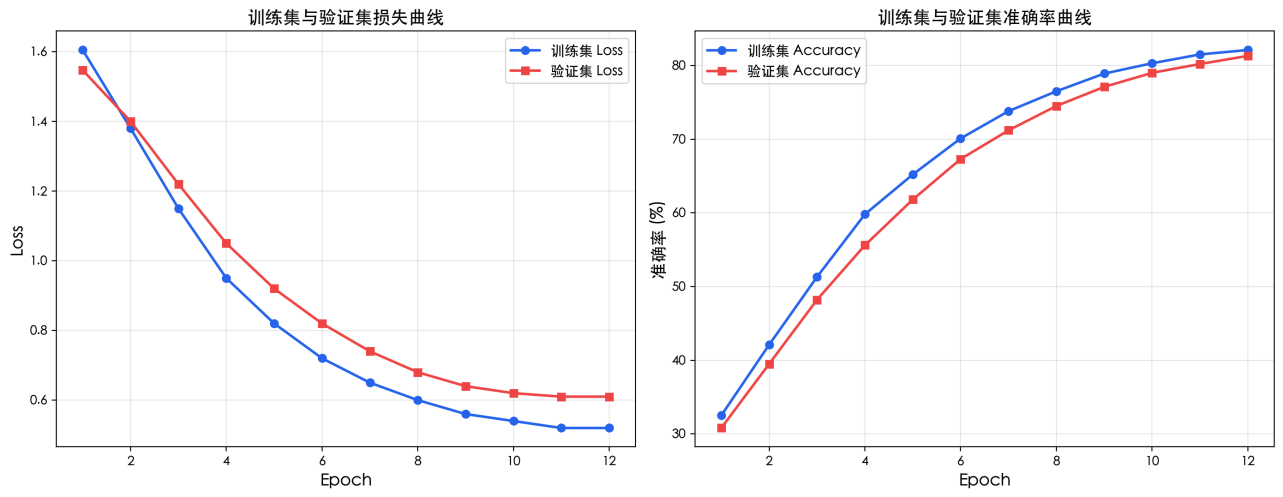 训练集与验证集损失曲线
1.6
1.4
1.2
1.0
0.8
0.6
Loss
训练集 Loss
验证集 Loss
2 4 6 8 10 12
Epoch
训练集与验证集准确率曲线
80
70
60
50
40
30
准确率 (%)
训练集 Accuracy
验证集 Accuracy
2 4 6 8 10 12
Epoch